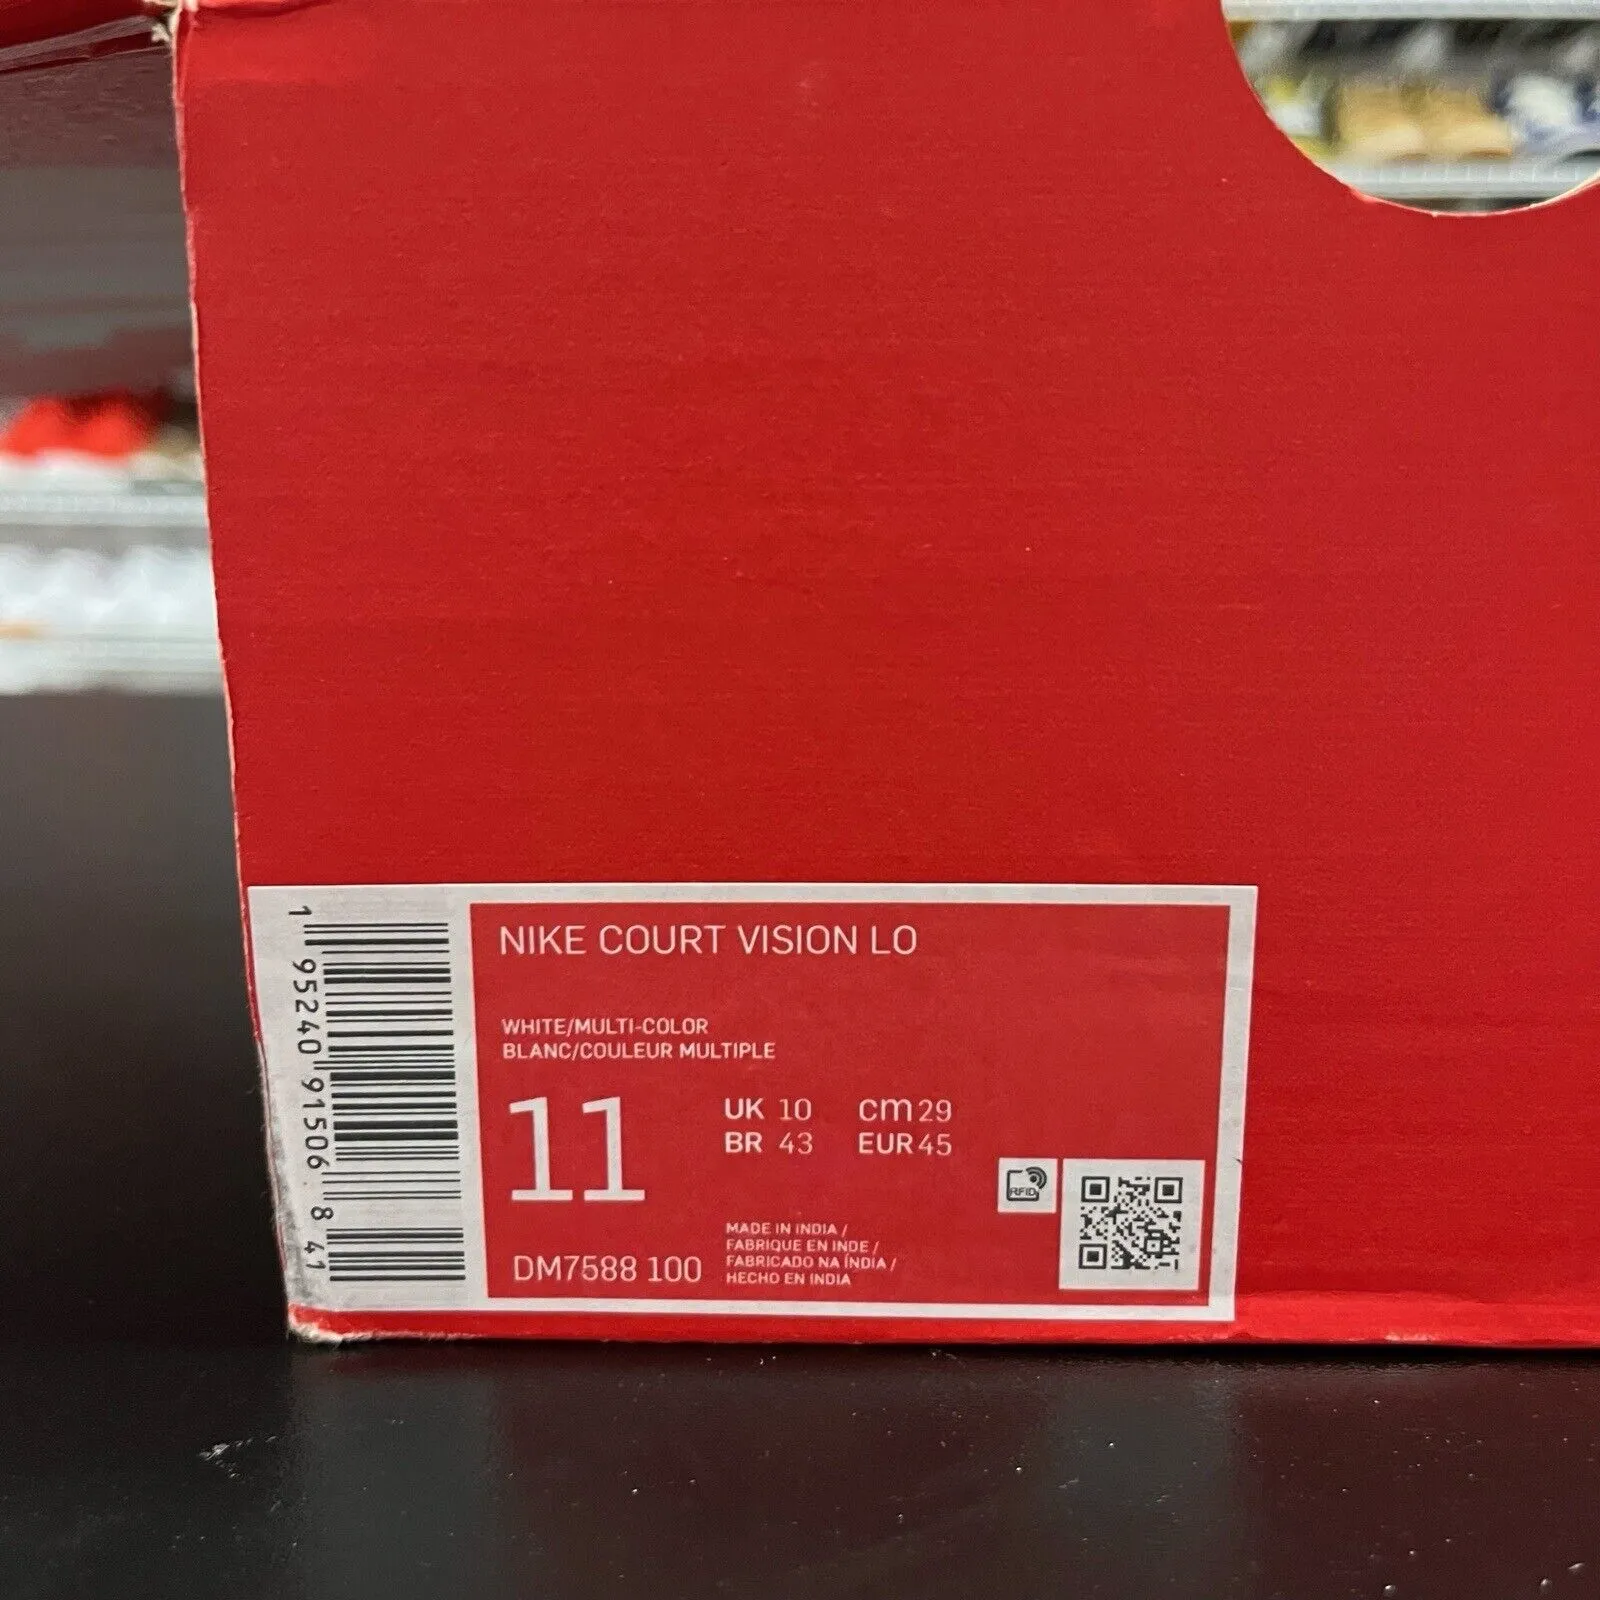 NIKE COURT VISION LO
WHITE/MULTI-COLOR
BLANC/COULEUR MULTIPLE
11
UK 10 cm 29
BR 43 EUR 45
RFID
DM7588 100
MADE IN INDIA /
FABRIQUE EN INDE /
FABRICADO NA ÍNDIA /
HECHO EN INDIA
1 95240 91506 8 41